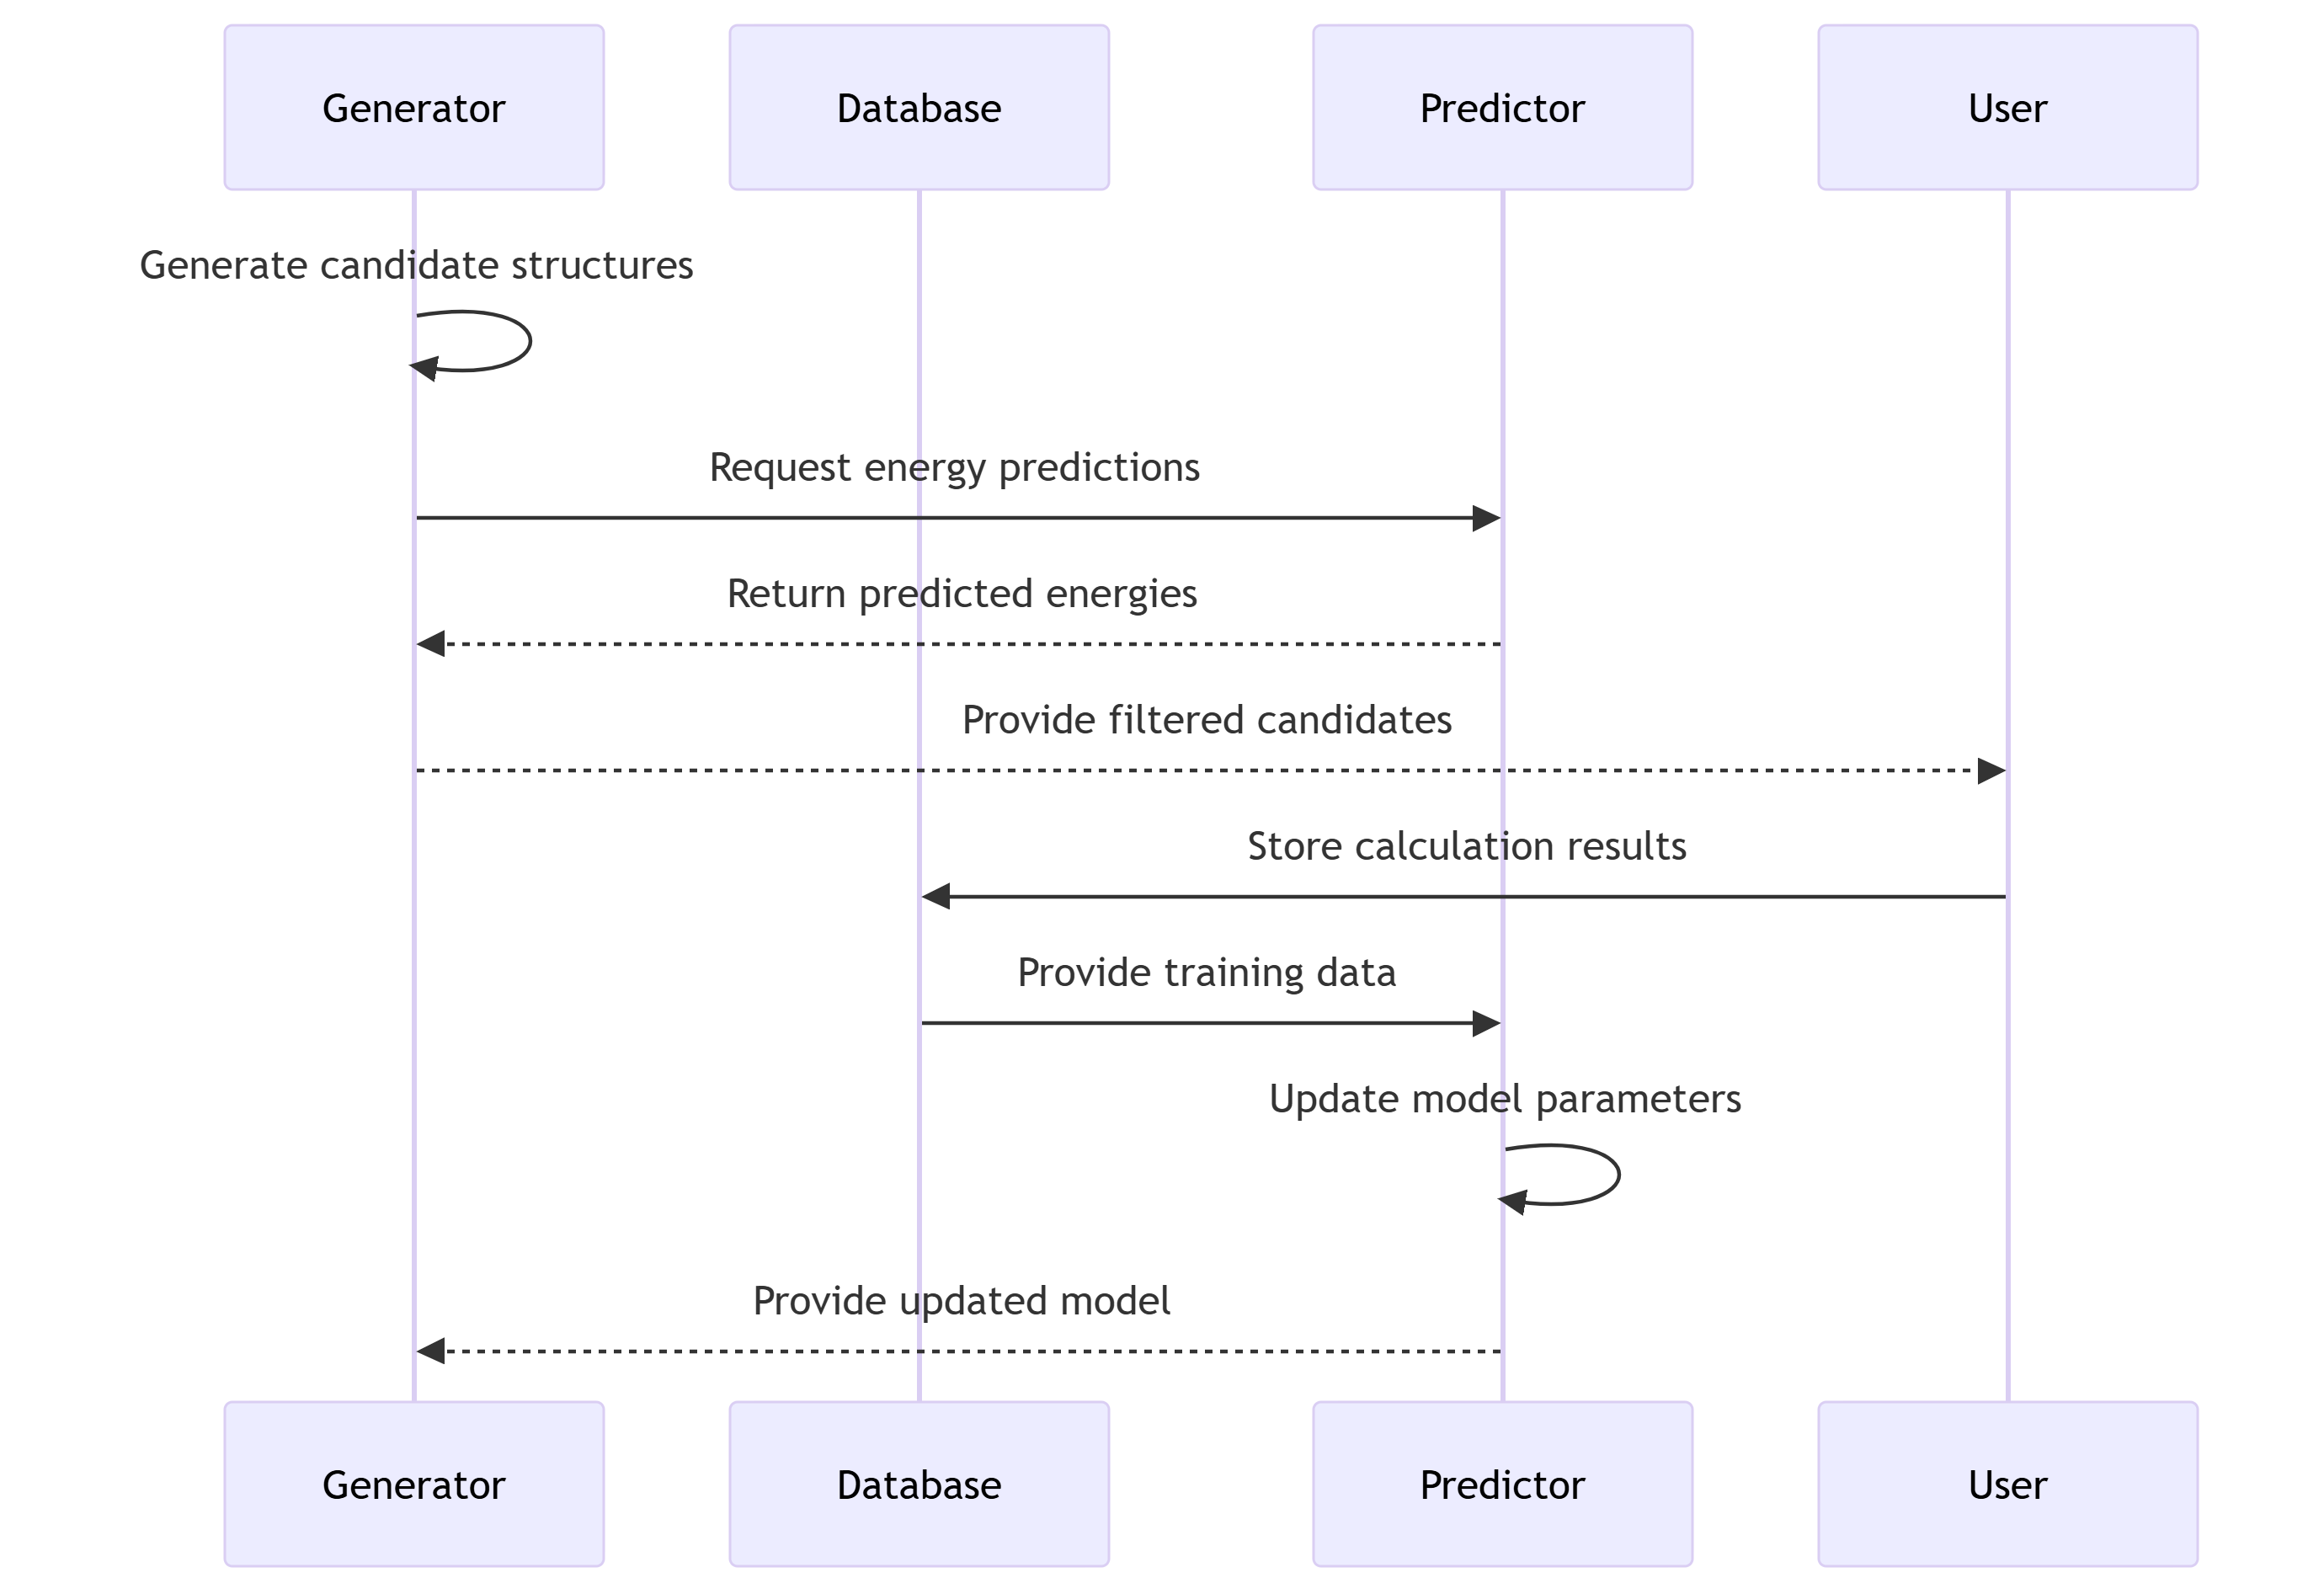 Generator
Database
Predictor
User
Generate candidate structures
Request energy predictions
Return predicted energies
Provide filtered candidates
Store calculation results
Provide training data
Update model parameters
Provide updated model
Generator
Database
Predictor
User